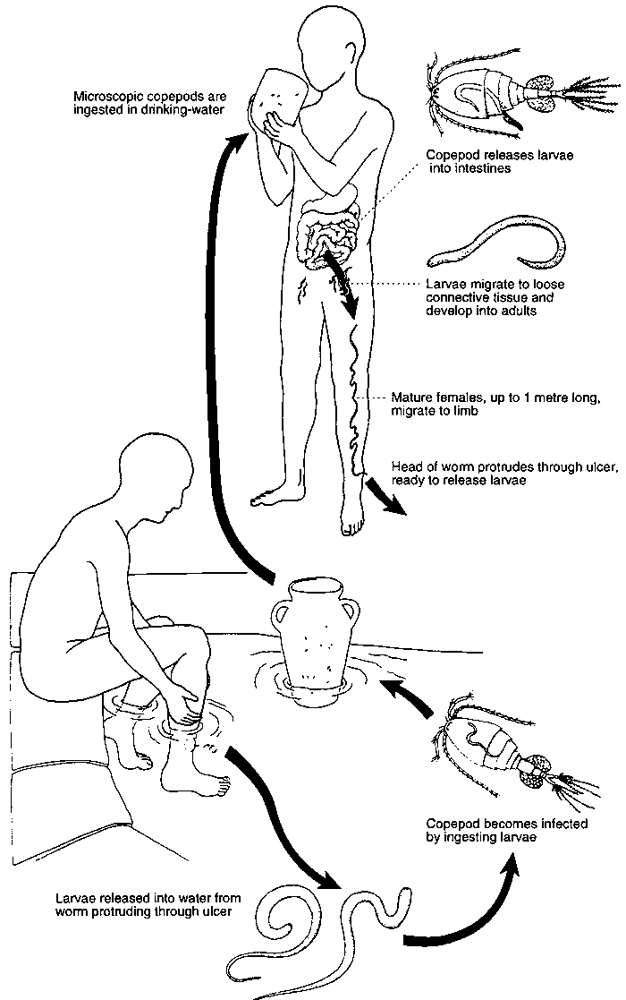 Microscopic copepods are
ingested in drinking-water
Copepod releases larvae
into intestines
Larvae migrate to loose
connective tissue and
develop into adults
Mature females, up to 1 metre long,
migrate to limb
Head of worm protrudes through ulcer,
ready to release larvae
Copepod becomes infected
by ingesting larvae
Larvae released into water from
worm protruding through ulcer